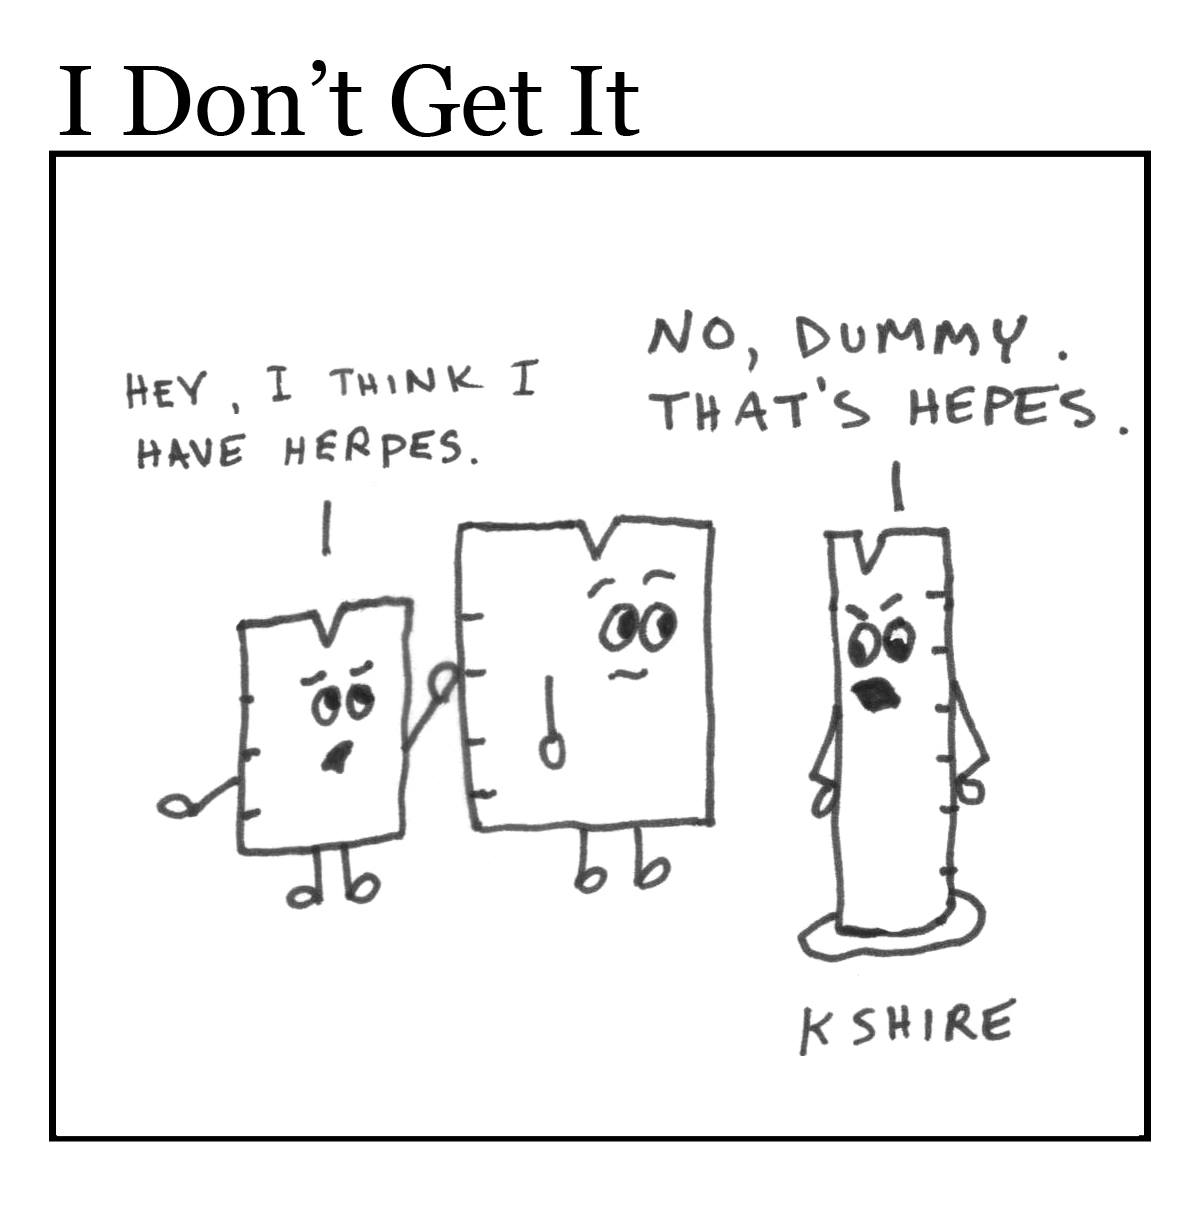 I Don't Get It
HEY, I THINK I
HAVE HERPES.
NO, DUMMY.
THAT'S HEPES.
K SHIRE